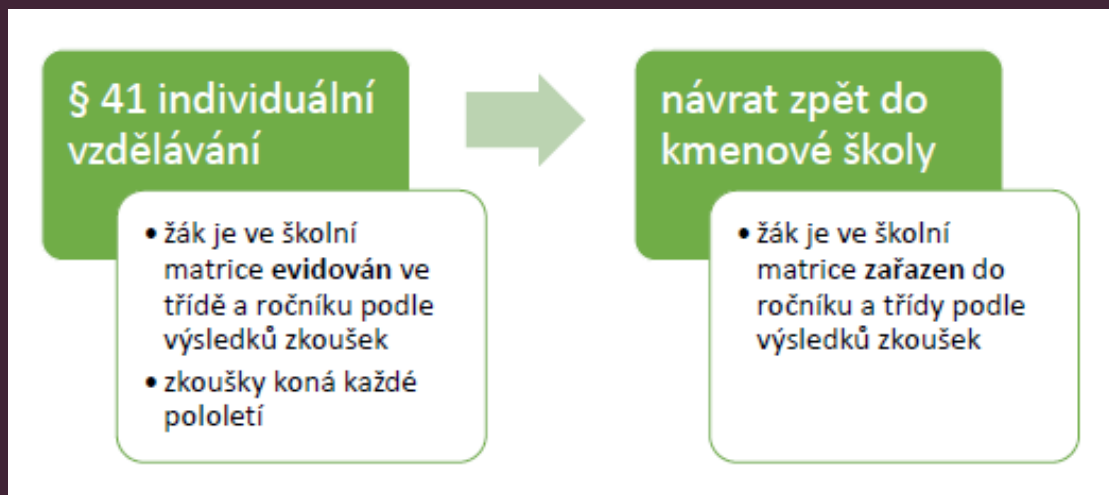 § 41 individuální
vzdělávání
• žák je ve školní
matrice evidován ve
třídě a ročníku podle
výsledků zkoušek
• zkoušky koná každé
pololetí
návrat zpět do
kmenové školy
• žák je ve školní
matrice zařazen do
ročníku a třídy podle
výsledků zkoušek